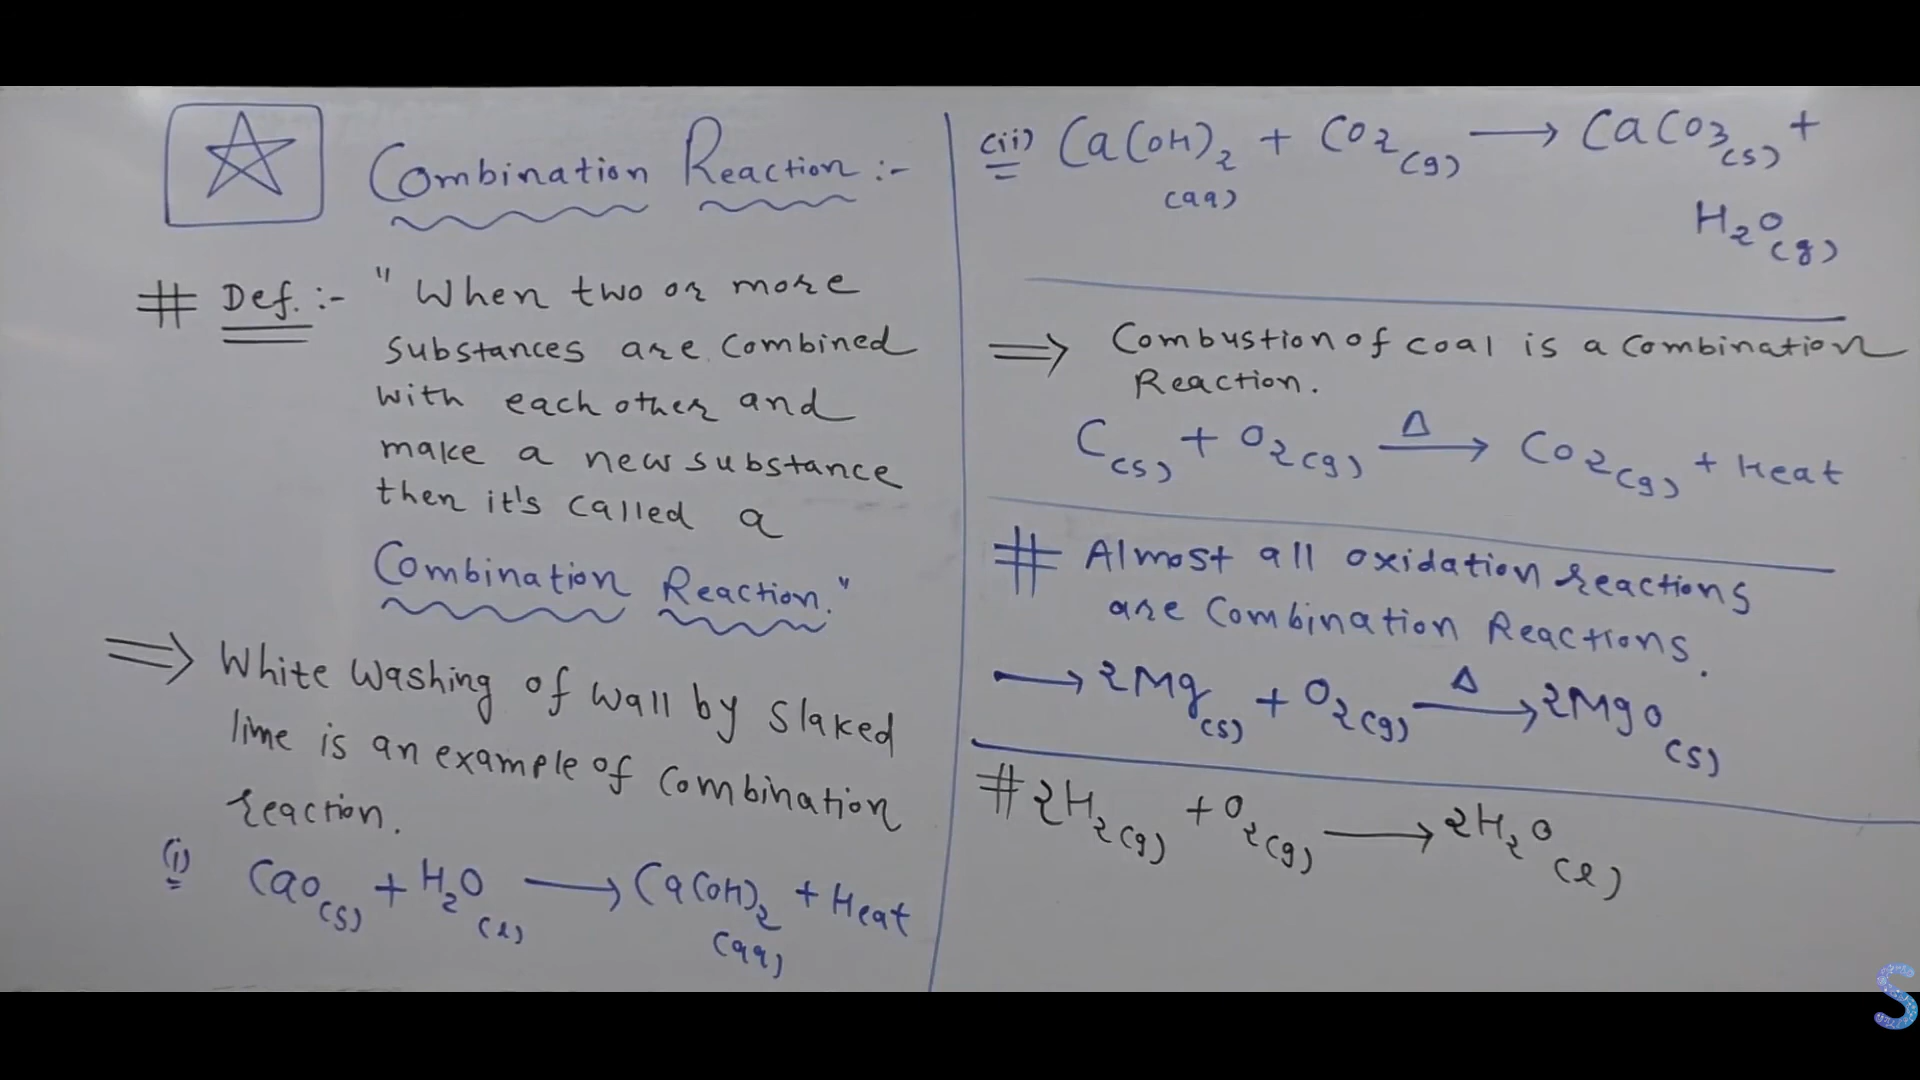 Combination Reaction :-
# Def. :- "When two or more
substances are combined
with each other and
make a new substance
then it's called a
Combination Reaction."
⇒ White Washing of wall by slaked
lime is an example of combination
reaction.
(i) CaO(s) + H₂O(l) → Ca(OH)₂(aq) + Heat
(ii) Ca(OH)₂(aq) + CO₂(g) → CaCO₃(s) +
H₂O(g)
⇒ Combustion of coal is a combination
Reaction.
C(s) + O₂(g) —Δ→ CO₂(g) + Heat
# Almost all oxidation reactions
are Combination Reactions.
→ 2Mg(s) + O₂(g) —Δ→ 2MgO(s)
# 2H₂(g) + O₂(g) → 2H₂O(l)
S